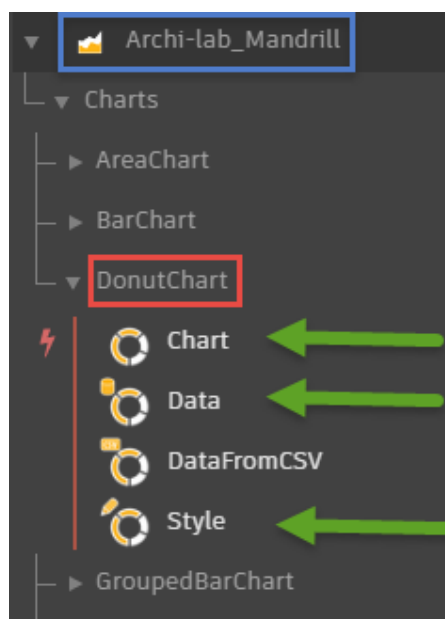 Archi-lab_Mandrill
Charts
AreaChart
BarChart
DonutChart
Chart
Data
DataFromCSV
Style
GroupedBarChart